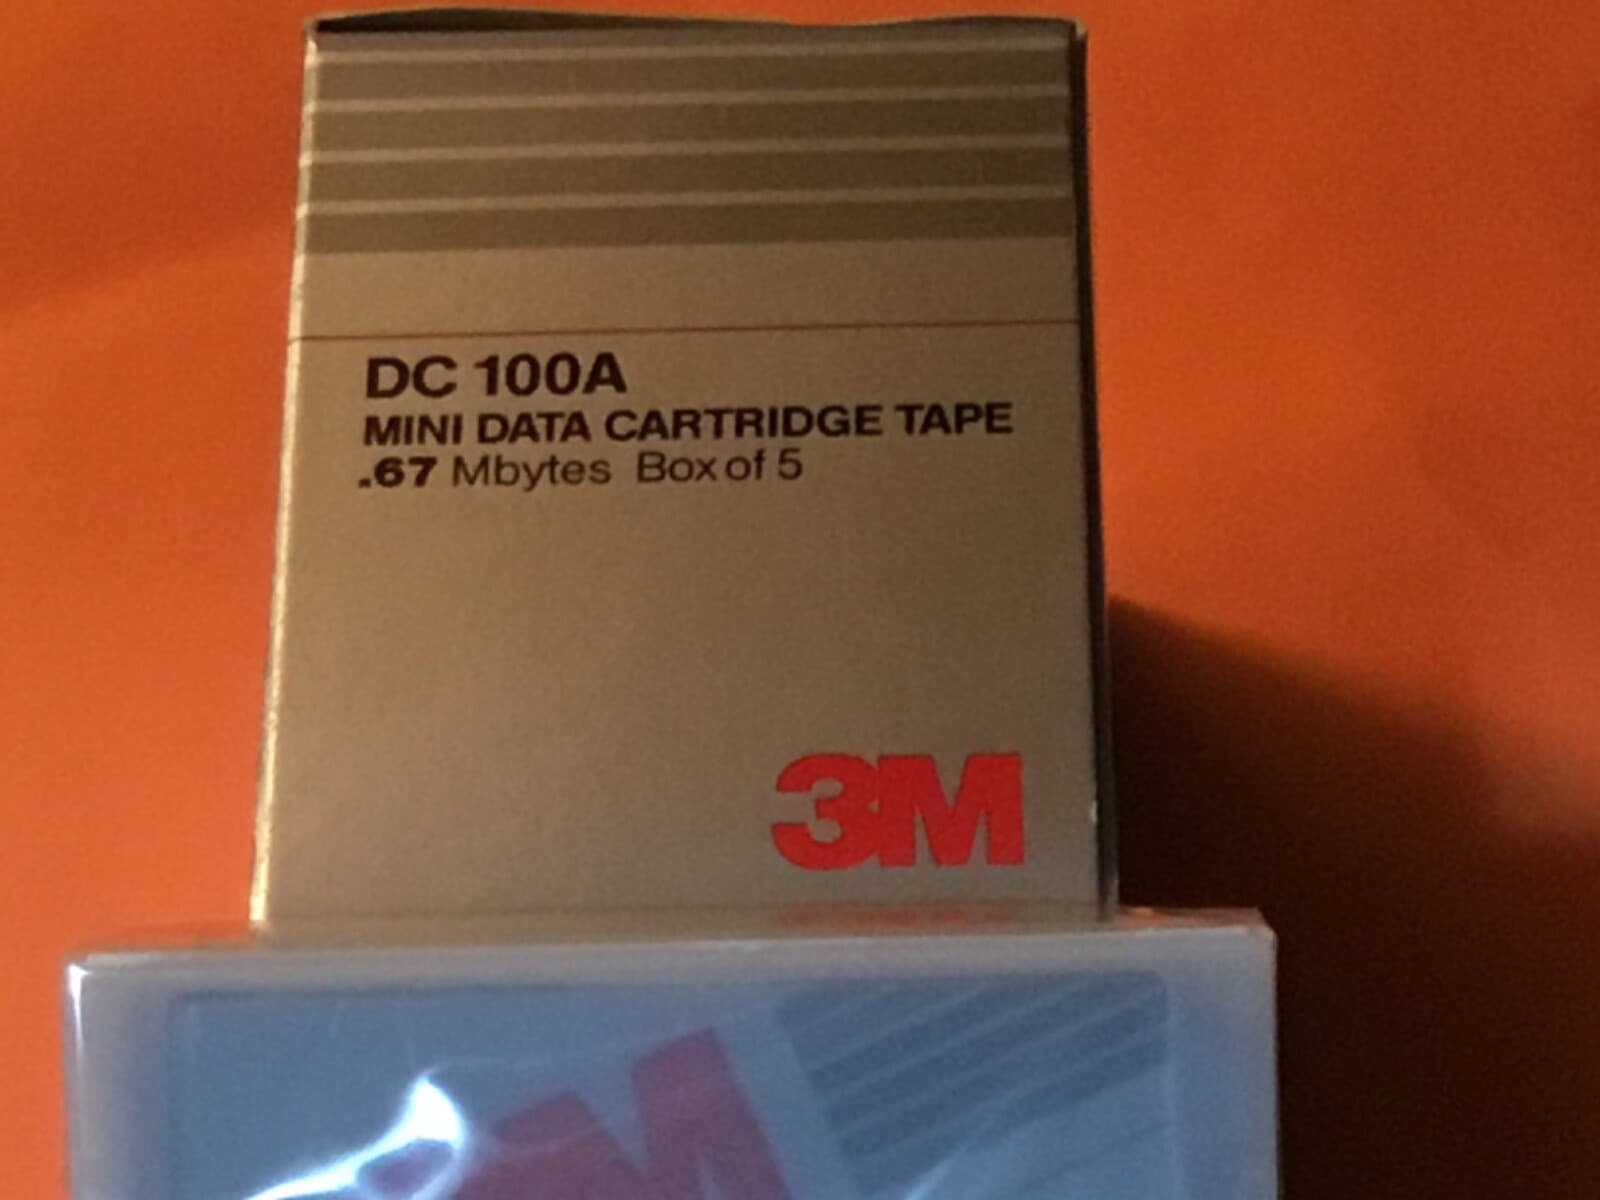 DC 100A
MINI DATA CARTRIDGE TAPE
.67 Mbytes Box of 5
3M
M